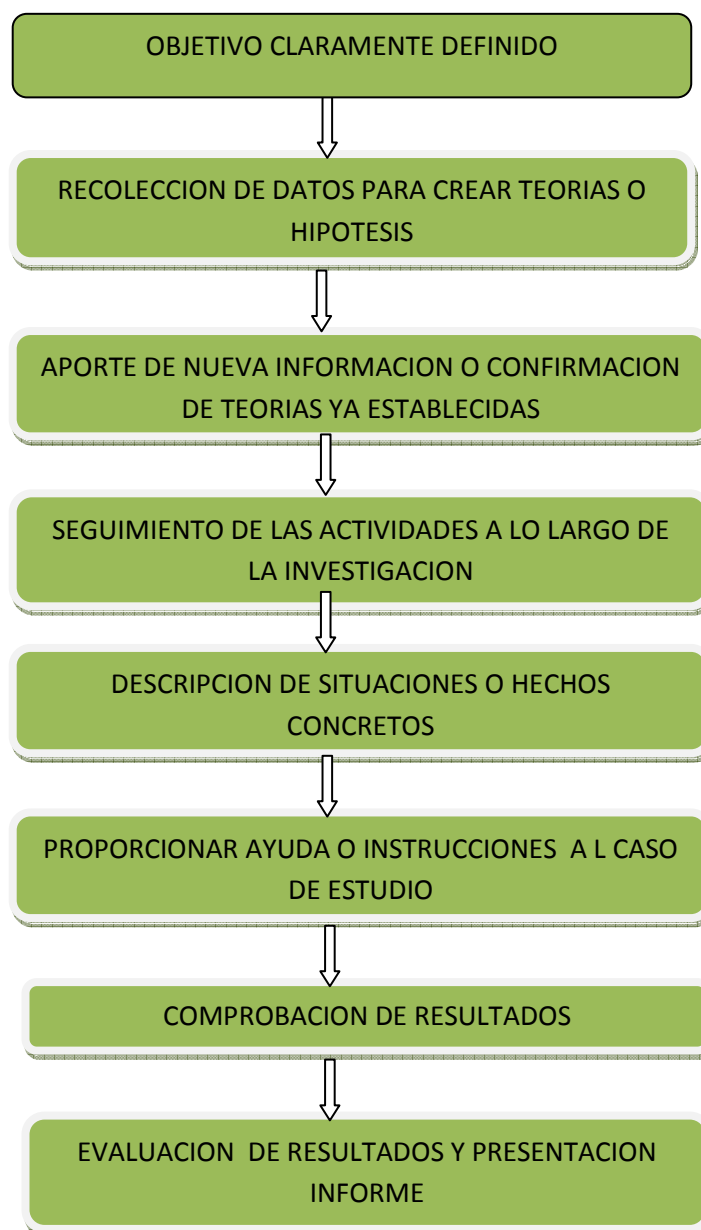 OBJETIVO CLARAMENTE DEFINIDO
RECOLECCION DE DATOS PARA CREAR TEORIAS O
HIPOTESIS
APORTE DE NUEVA INFORMACION O CONFIRMACION
DE TEORIAS YA ESTABLECIDAS
SEGUIMIENTO DE LAS ACTIVIDADES A LO LARGO DE
LA INVESTIGACION
DESCRIPCION DE SITUACIONES O HECHOS
CONCRETOS
PROPORCIONAR AYUDA O INSTRUCCIONES A L CASO
DE ESTUDIO
COMPROBACION DE RESULTADOS
EVALUACION DE RESULTADOS Y PRESENTACION
INFORME